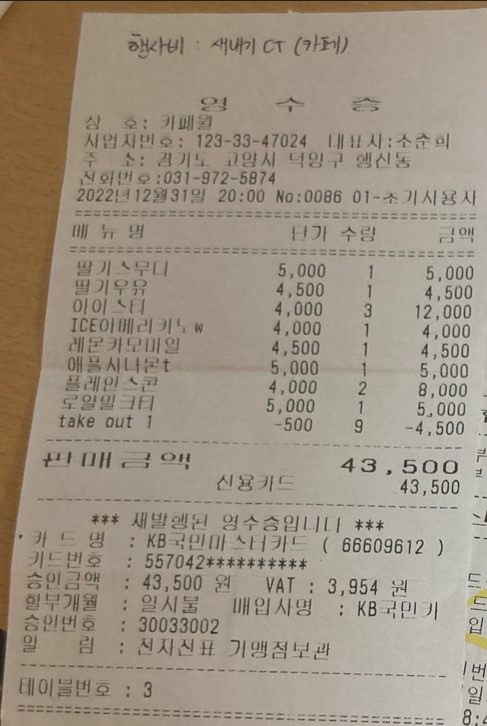 행사비 : 새내기 CT (카페)
영 수 증
상 호: 카페월
사업자번호: 123-33-47024 대표자:조순희
주 소: 경기도 고양시 덕양구 행신동
전화번호:031-972-5874
2022년12월31일 20:00 No:0086 01-초기사용자
메 뉴 명 단가 수량 금액
딸기스무디 5,000 1 5,000
딸기우유 4,500 1 4,500
아이스티 4,000 3 12,000
ICE아메리카노w 4,000 1 4,000
레몬카모마일 4,500 1 4,500
애플시나몬t 5,000 1 5,000
플레인스콘 4,000 2 8,000
로얄밀크티 5,000 1 5,000
take out 1 -500 9 -4,500
판매금액 43,500
신용카드 43,500
*** 재발행된 영수증입니다 ***
카 드 명 : KB국민마스터카드 ( 66609612 )
카드번호 : 557042**********
승인금액 : 43,500 원 VAT : 3,954 원
할부개월 : 일시불 매입사명 : KB국민카
승인번호 : 30033002
알 림 : 전자전표 가맹점보관
테이블번호 : 3